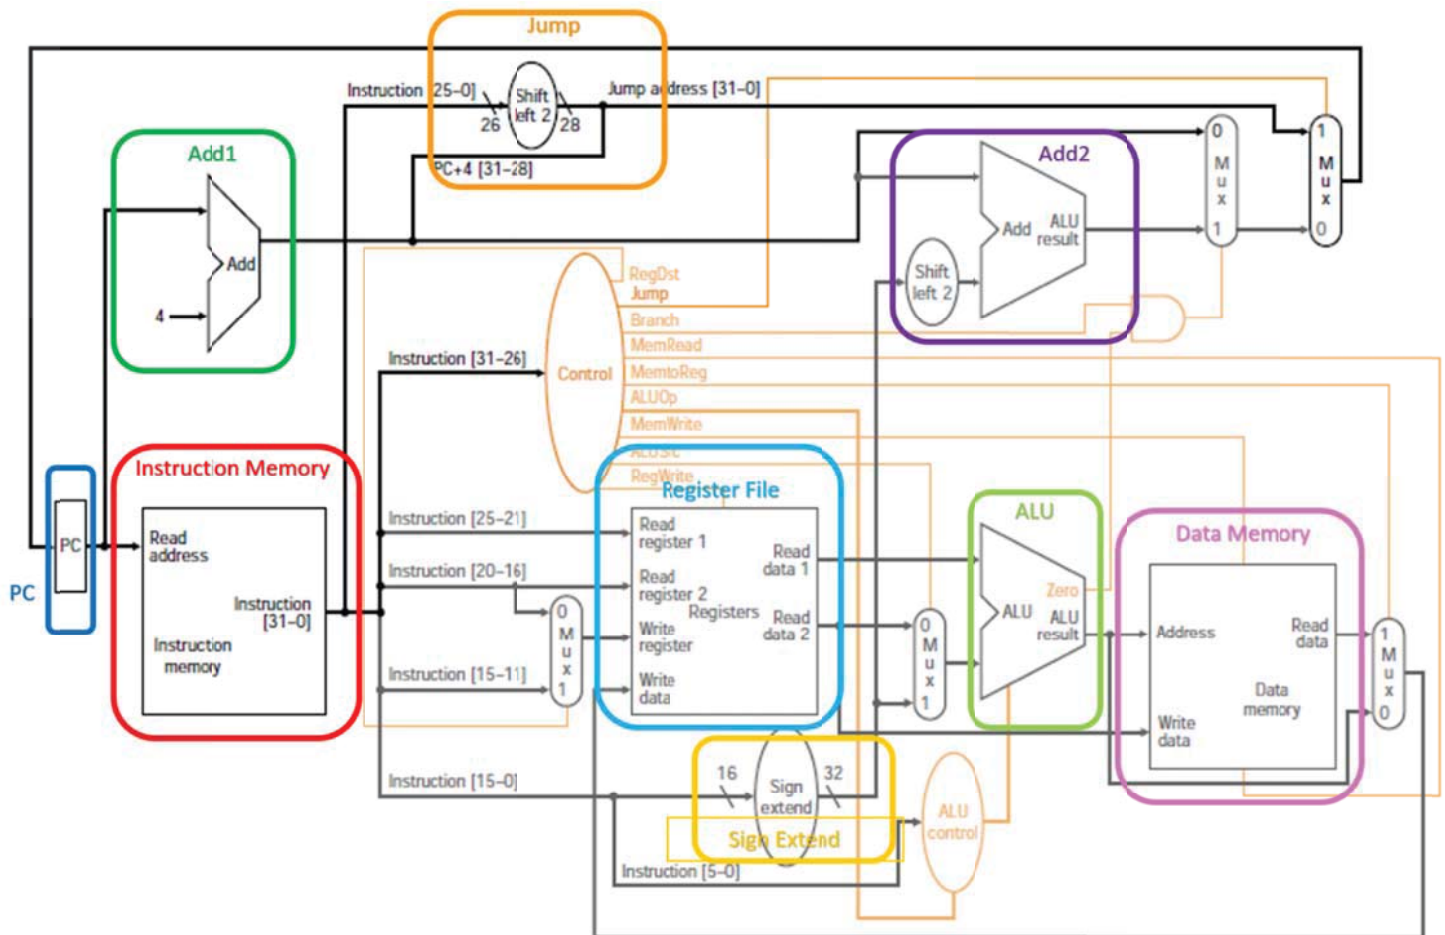 Jump
Instruction [25-0]
Shift
left 2
Jump address [31-0]
26
28
PC+4 [31-28]
Add1
Add
4
Add2
Add
ALU
result
Shift
left 2
0
M
u
x
1
1
M
u
x
0
RegDst
Jump
Branch
MemRead
MemtoReg
ALUOp
MemWrite
ALUSrc
RegWrite
Control
Instruction [31-26]
PC
PC
Instruction Memory
Read
address
Instruction
[31-0]
Instruction
memory
Instruction [25-21]
Instruction [20-16]
Instruction [15-11]
Instruction [15-0]
0
M
u
x
1
Register File
Read
register 1
Read
register 2
Write
register
Write
data
Registers
Read
data 1
Read
data 2
0
M
u
x
1
ALU
Zero
ALU
ALU
result
Data Memory
Address
Read
data
Data
memory
Write
data
1
M
u
x
0
16
Sign
extend
32
Sign Extend
ALU
control
Instruction [5-0]